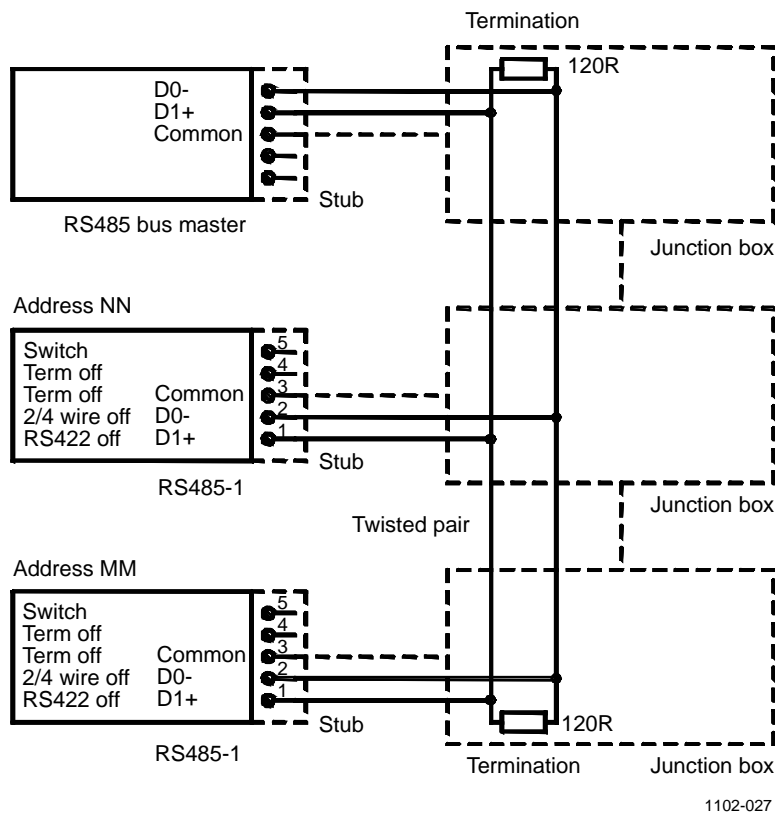 Termination
120R
D0-
D1+
Common
Stub
RS485 bus master
Junction box
Address NN
Switch
5
Term off
4
Term off Common
3
2/4 wire off D0-
2
RS422 off D1+
1
Stub
RS485-1
Junction box
Twisted pair
Address MM
Switch
5
Term off
4
Term off Common
3
2/4 wire off D0-
2
RS422 off D1+
1
Stub
120R
RS485-1
Termination
Junction box
1102-027